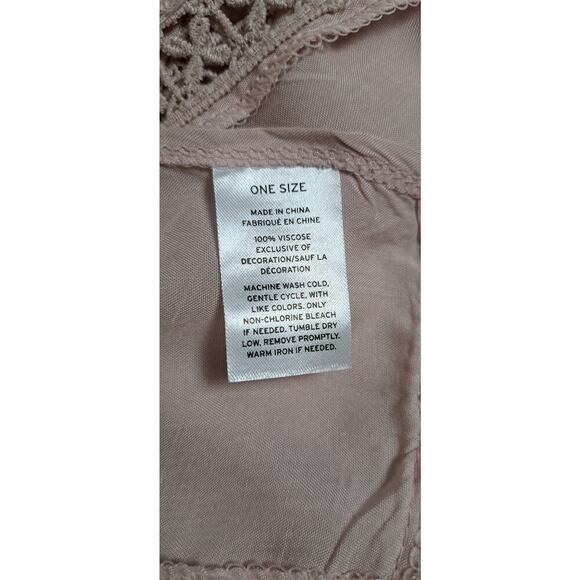 ONE SIZE
MADE IN CHINA
FABRIQUÉ EN CHINE
100% VISCOSE
EXCLUSIVE OF
DECORATION/SAUF LA
DÉCORATION
MACHINE WASH COLD,
GENTLE CYCLE, WITH
LIKE COLORS. ONLY
NON-CHLORINE BLEACH
IF NEEDED. TUMBLE DRY
LOW, REMOVE PROMPTLY.
WARM IRON IF NEEDED.